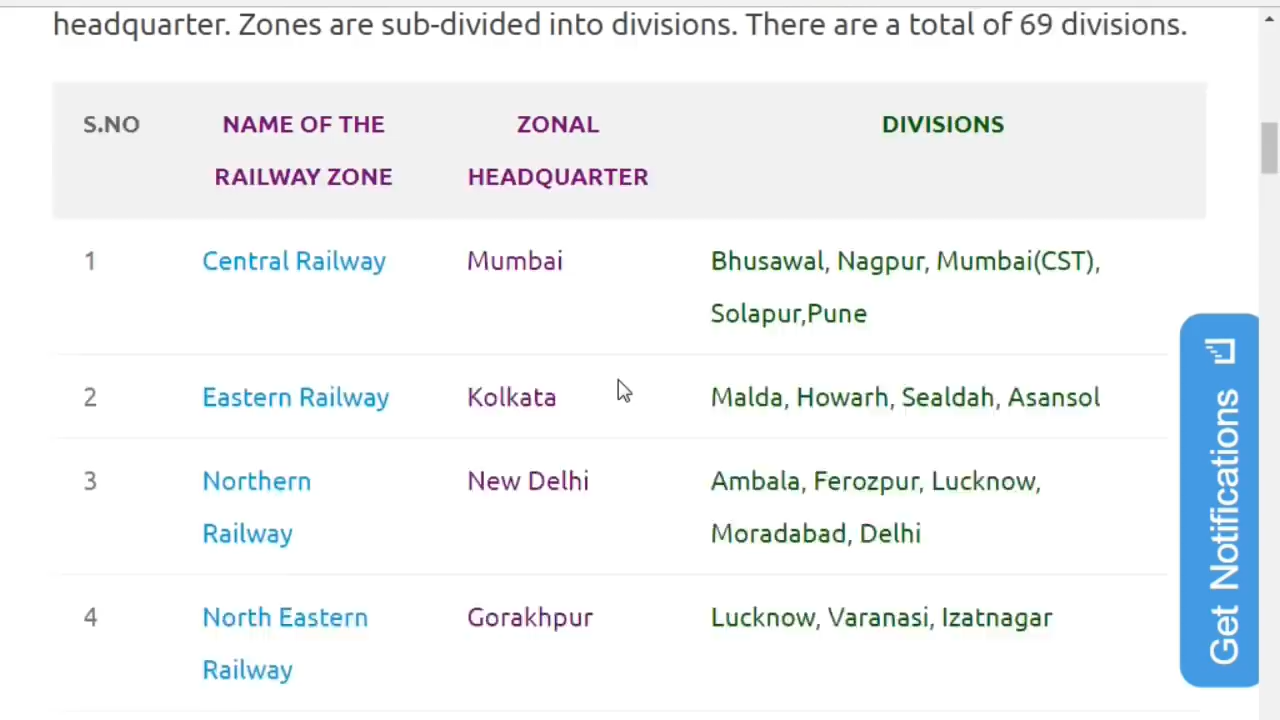 headquarter. Zones are sub-divided into divisions. There are a total of 69 divisions.
S.NO NAME OF THE RAILWAY ZONE ZONAL HEADQUARTER DIVISIONS
1 Central Railway Mumbai Bhusawal, Nagpur, Mumbai(CST),
Solapur,Pune
2 Eastern Railway Kolkata Malda, Howarh, Sealdah, Asansol
3 Northern Railway New Delhi Ambala, Ferozpur, Lucknow,
Moradabad, Delhi
4 North Eastern Railway Gorakhpur Lucknow, Varanasi, Izatnagar
Get Notifications